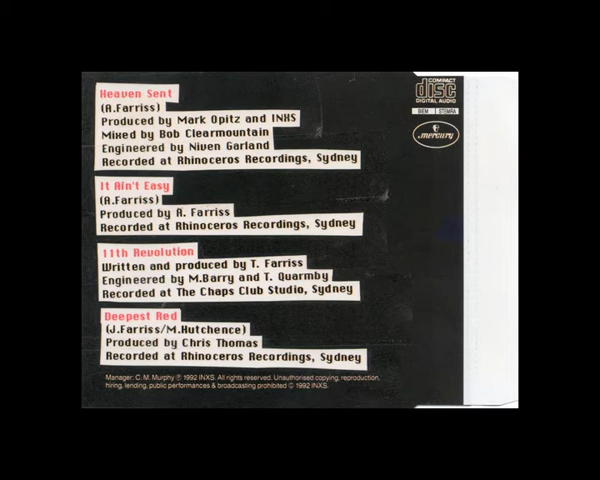 Heaven Sent
(A.Farriss)
Produced by Mark Opitz and INXS
Mixed by Bob Clearmountain
Engineered by Niven Garland
Recorded at Rhinoceros Recordings, Sydney
It Ain't Easy
(A.Farriss)
Produced by A. Farriss
Recorded at Rhinoceros Recordings, Sydney
11th Revolution
Written and produced by T. Farriss
Engineered by M.Barry and T. Quarmby
Recorded at The Chaps Club Studio, Sydney
Deepest Red
(J.Farriss/M.Hutchence)
Produced by Chris Thomas
Recorded at Rhinoceros Recordings, Sydney
Manager: C. M. Murphy ℗ 1992 INXS. All rights reserved. Unauthorised copying, reproduction,
hiring, lending, public performances & broadcasting prohibited © 1992 INXS.
COMPACT
disc
DIGITAL AUDIO
BIEM STEMRA
mercury